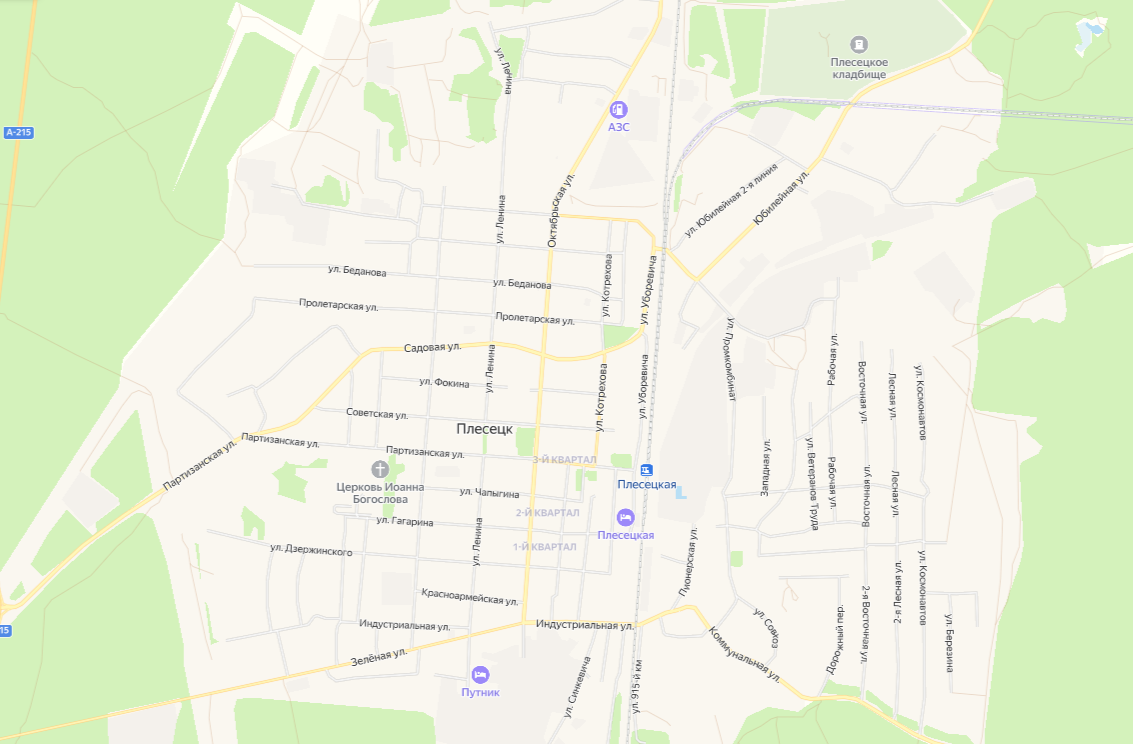 ул. Ленина
Плесецкое
кладбище
А-215
АЗС
ул. Юбилейная 2-я линия
Юбилейная ул.
Октябрьская ул.
ул. Ленина
ул. Беданова
ул. Беданова
ул. Котрехова
ул. Уборевича
Пролетарская ул.
Пролетарская ул.
ул. Промкомбинат
Садовая ул.
ул. Ленина
ул. Уборевича
Рабочая ул.
Восточная ул.
Лесная ул.
ул. Космонавтов
ул. Фокина
ул. Котрехова
Советская ул.
Плесецк
Партизанская ул.
Партизанская ул.
Партизанская ул.
3-Й КВАРТАЛ
Западная ул.
ул. Ветеранов Труда
Рабочая ул.
Восточная ул.
Лесная ул.
Церковь Иоанна
Богослова
Плесецкая
ул. Чапыгина
2-Й КВАРТАЛ
ул. Гагарина
Плесецкая
ул. Ленина
1-Й КВАРТАЛ
ул. Дзержинского
Пионерская ул.
ул. Космонавтов
2-я Лесная ул.
2-я Восточная ул.
Красноармейская ул.
15
Индустриальная ул.
Индустриальная ул.
ул. Совхоз
Дорожный пер.
ул. Березина
Зелёная ул.
Коммунальная ул.
Путник
ул. Синкевича
ул. 915-й км